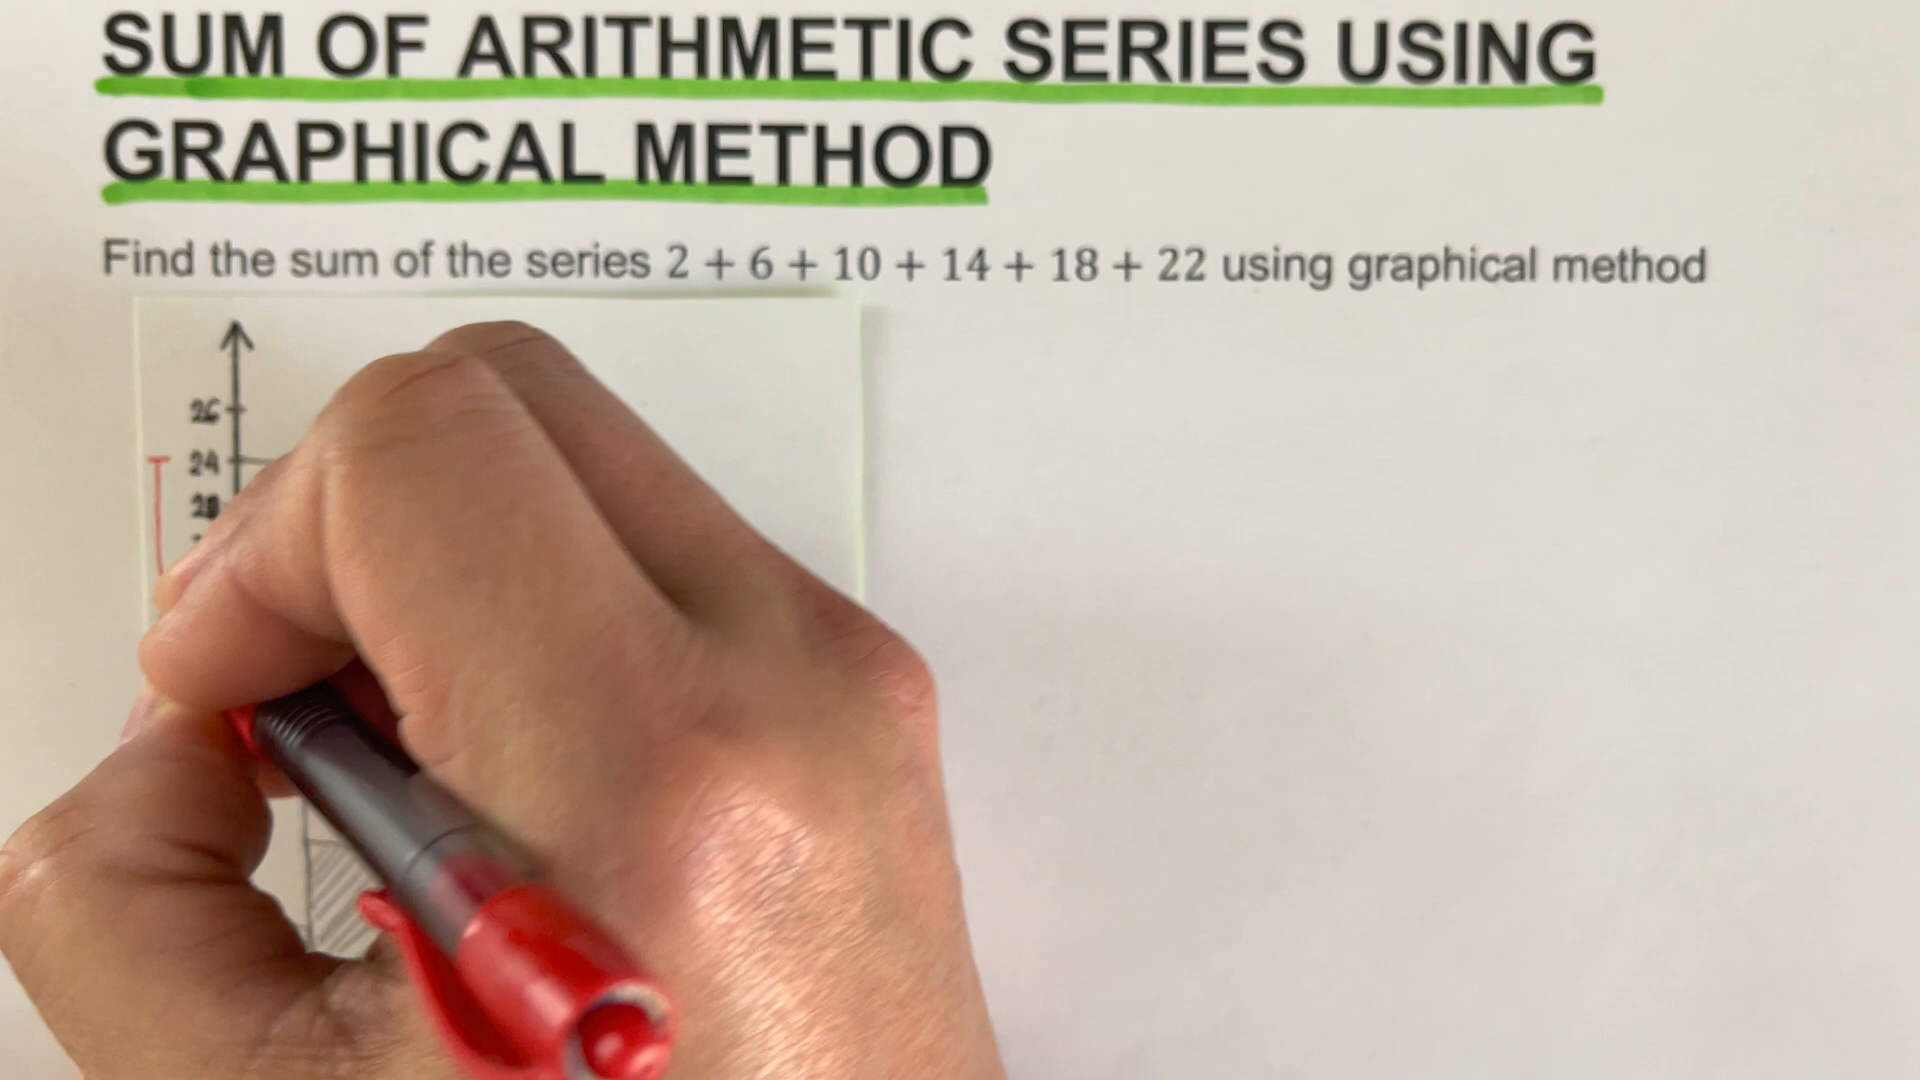 SUM OF ARITHMETIC SERIES USING
GRAPHICAL METHOD
Find the sum of the series 2 + 6 + 10 + 14 + 18 + 22 using graphical method
26
24